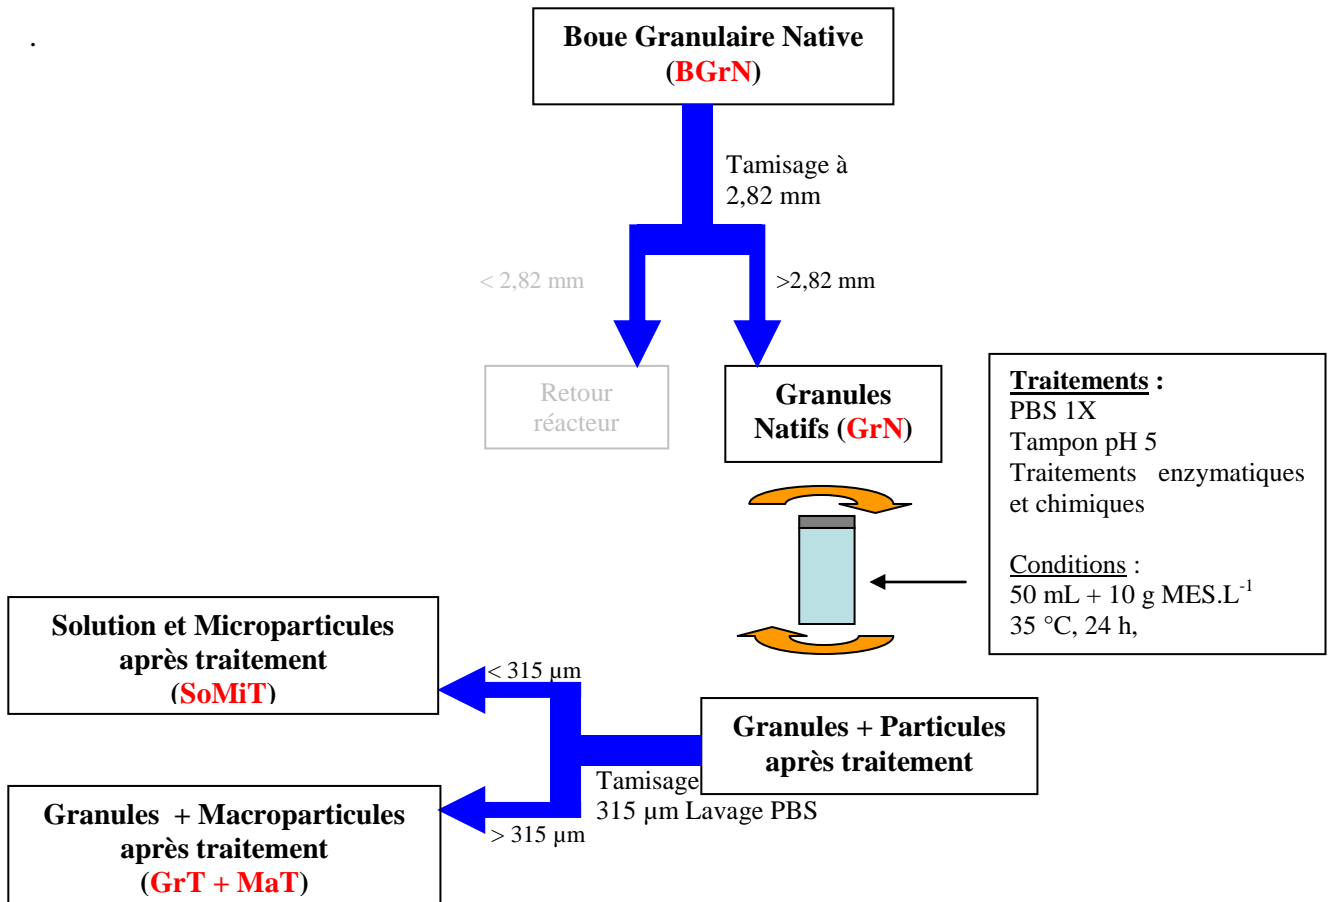 .
Boue Granulaire Native
(BGrN)
Tamisage à
2,82 mm
< 2,82 mm
>2,82 mm
Retour
réacteur
Granules
Natifs (GrN)
Traitements :
PBS 1X
Tampon pH 5
Traitements enzymatiques
et chimiques
Conditions :
50 mL + 10 g MES.L⁻¹
35 °C, 24 h,
Solution et Microparticules
après traitement
(SoMiT)
< 315 µm
Granules + Particules
après traitement
Tamisage
315 µm Lavage PBS
> 315 µm
Granules + Macroparticules
après traitement
(GrT + MaT)